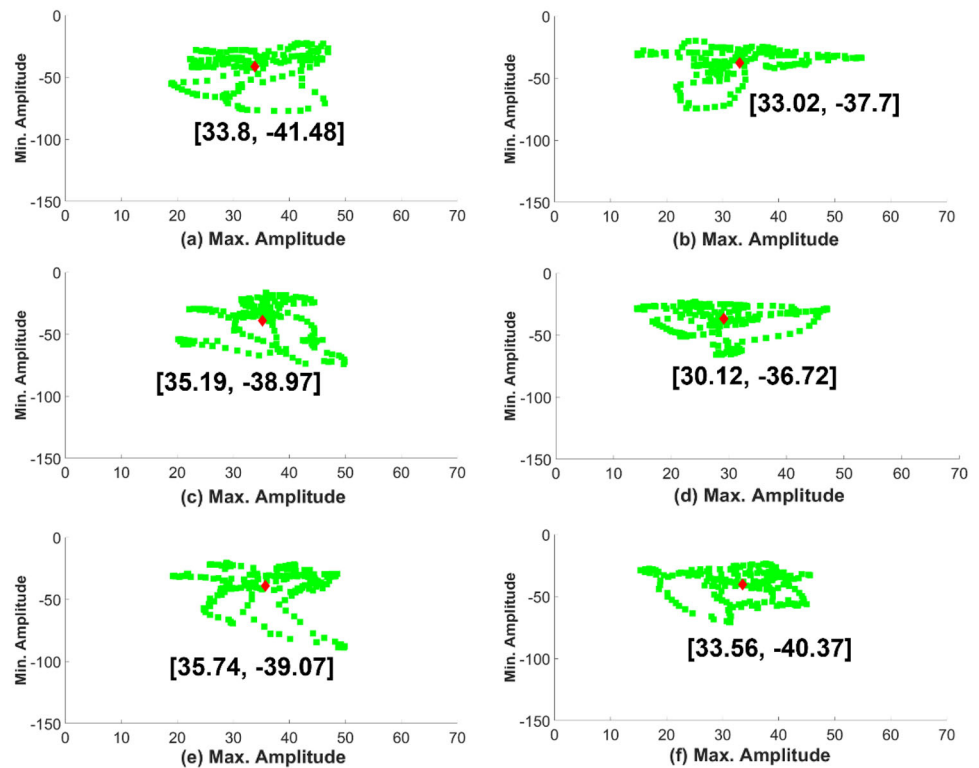 0
-50
-100
-150
Min. Amplitude
[33.8, -41.48]
0 10 20 30 40 50 60 70
(a) Max. Amplitude
0
-50
-100
-150
Min. Amplitude
[33.02, -37.7]
0 10 20 30 40 50 60 70
(b) Max. Amplitude
0
-50
-100
-150
Min. Amplitude
[35.19, -38.97]
0 10 20 30 40 50 60 70
(c) Max. Amplitude
0
-50
-100
-150
Min. Amplitude
[30.12, -36.72]
0 10 20 30 40 50 60 70
(d) Max. Amplitude
0
-50
-100
-150
Min. Amplitude
[35.74, -39.07]
0 10 20 30 40 50 60 70
(e) Max. Amplitude
0
-50
-100
-150
Min. Amplitude
[33.56, -40.37]
0 10 20 30 40 50 60 70
(f) Max. Amplitude